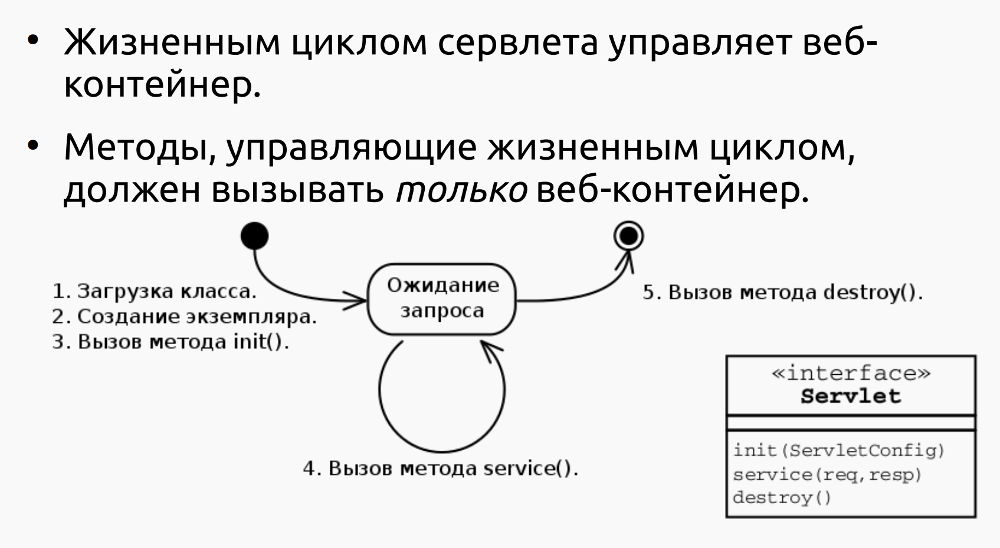 • Жизненным циклом сервлета управляет веб-
контейнер.
• Методы, управляющие жизненным циклом,
должен вызывать только веб-контейнер.
1. Загрузка класса.
2. Создание экземпляра.
3. Вызов метода init().
Ожидание
запроса
5. Вызов метода destroy().
4. Вызов метода service().
«interface»
Servlet
init(ServletConfig)
service(req,resp)
destroy()